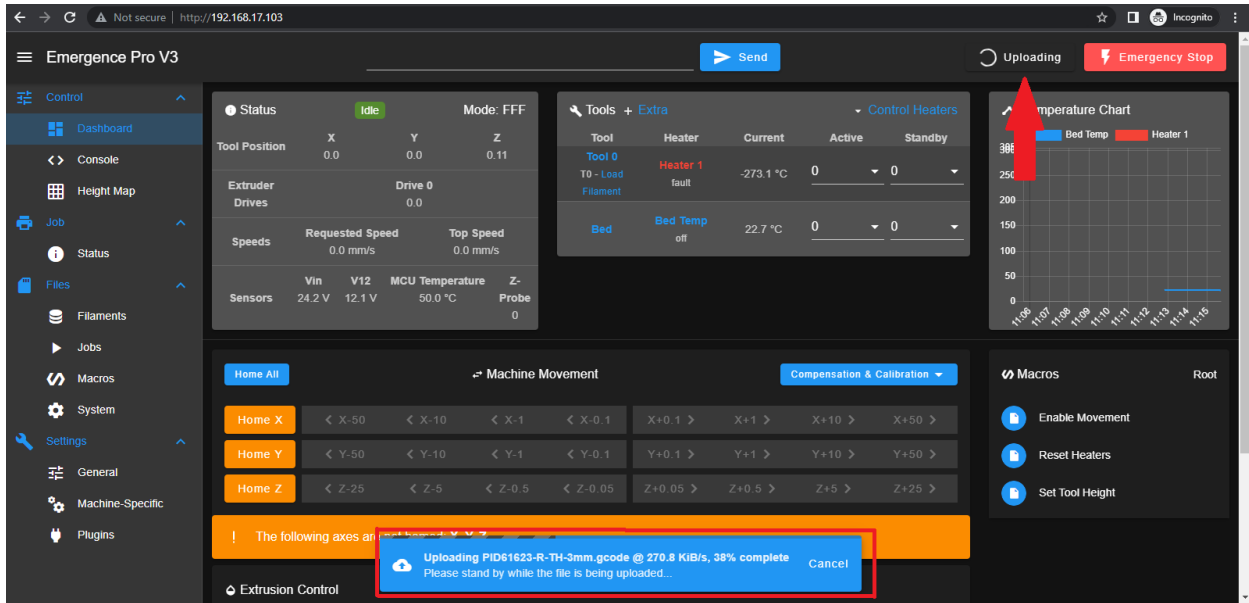 Not secure | http://192.168.17.103
Incognito
Emergence Pro V3
Send
Uploading
Emergency Stop
Control
Dashboard
Console
Height Map
Job
Status
Files
Filaments
Jobs
Macros
System
Settings
General
Machine-Specific
Plugins
Status Idle Mode: FFF
Tool Position X Y Z
0.0 0.0 0.11
Extruder Drives Drive 0
0.0
Speeds Requested Speed Top Speed
0.0 mm/s 0.0 mm/s
Sensors Vin V12 MCU Temperature Z-Probe
24.2 V 12.1 V 50.0 °C 0
Tools + Extra Control Heaters
Tool Heater Current Active Standby
Tool 0 Heater 1 -273.1 °C 0 0
T0 - Load Filament fault
Bed Bed Temp 22.7 °C 0 0
off
mperature Chart
Bed Temp Heater 1
250
200
150
100
50
0
11:06 11:07 11:08 11:09 11:10 11:11 11:12 11:13 11:14 11:15
Home All Machine Movement Compensation & Calibration
Home X X-50 X-10 X-1 X-0.1 X+0.1 X+1 X+10 X+50
Home Y Y-50 Y-10 Y-1 Y-0.1 Y+0.1 Y+1 Y+10 Y+50
Home Z Z-25 Z-5 Z-0.5 Z-0.05 Z+0.05 Z+0.5 Z+5 Z+25
! The following axes are not homed: X, Y, Z
Uploading PID61623-R-TH-3mm.gcode @ 270.8 KiB/s, 38% complete
Please stand by while the file is being uploaded...
Cancel
Extrusion Control
Macros Root
Enable Movement
Reset Heaters
Set Tool Height